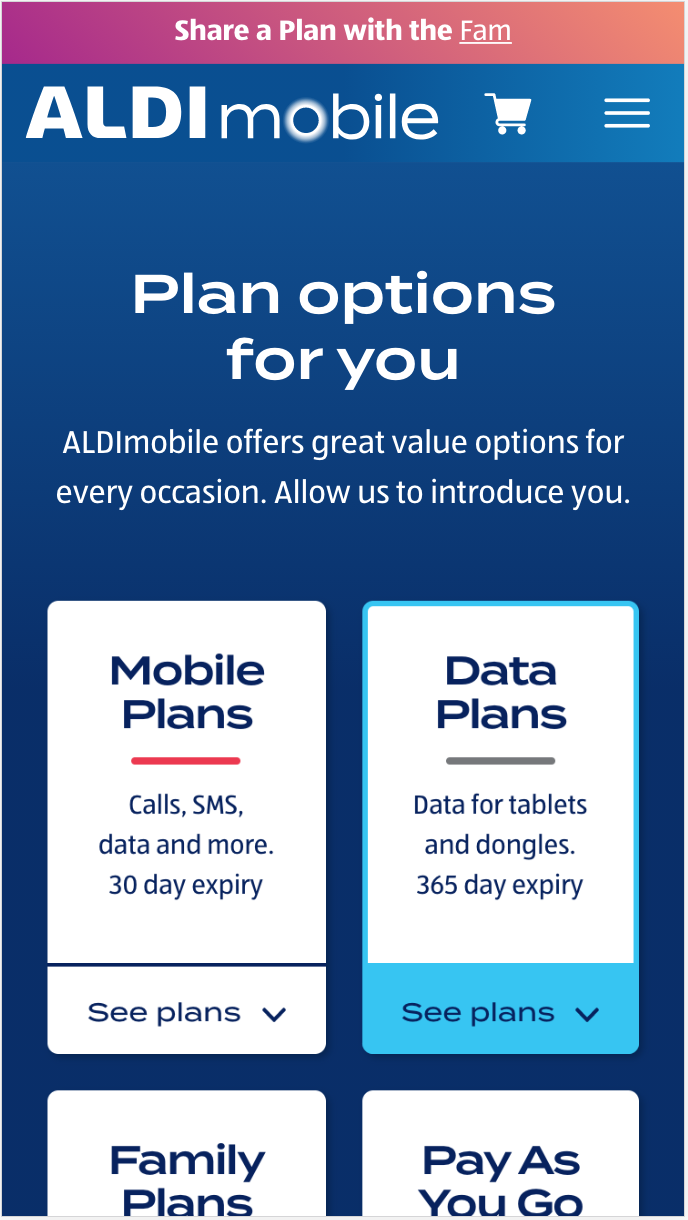 Share a Plan with the Fam
ALDI mobile
Plan options
for you
ALDImobile offers great value options for
every occasion. Allow us to introduce you.
Mobile
Plans
Calls, SMS,
data and more.
30 day expiry
See plans
Data
Plans
Data for tablets
and dongles.
365 day expiry
See plans
Family
Plans
Pay As
You Go